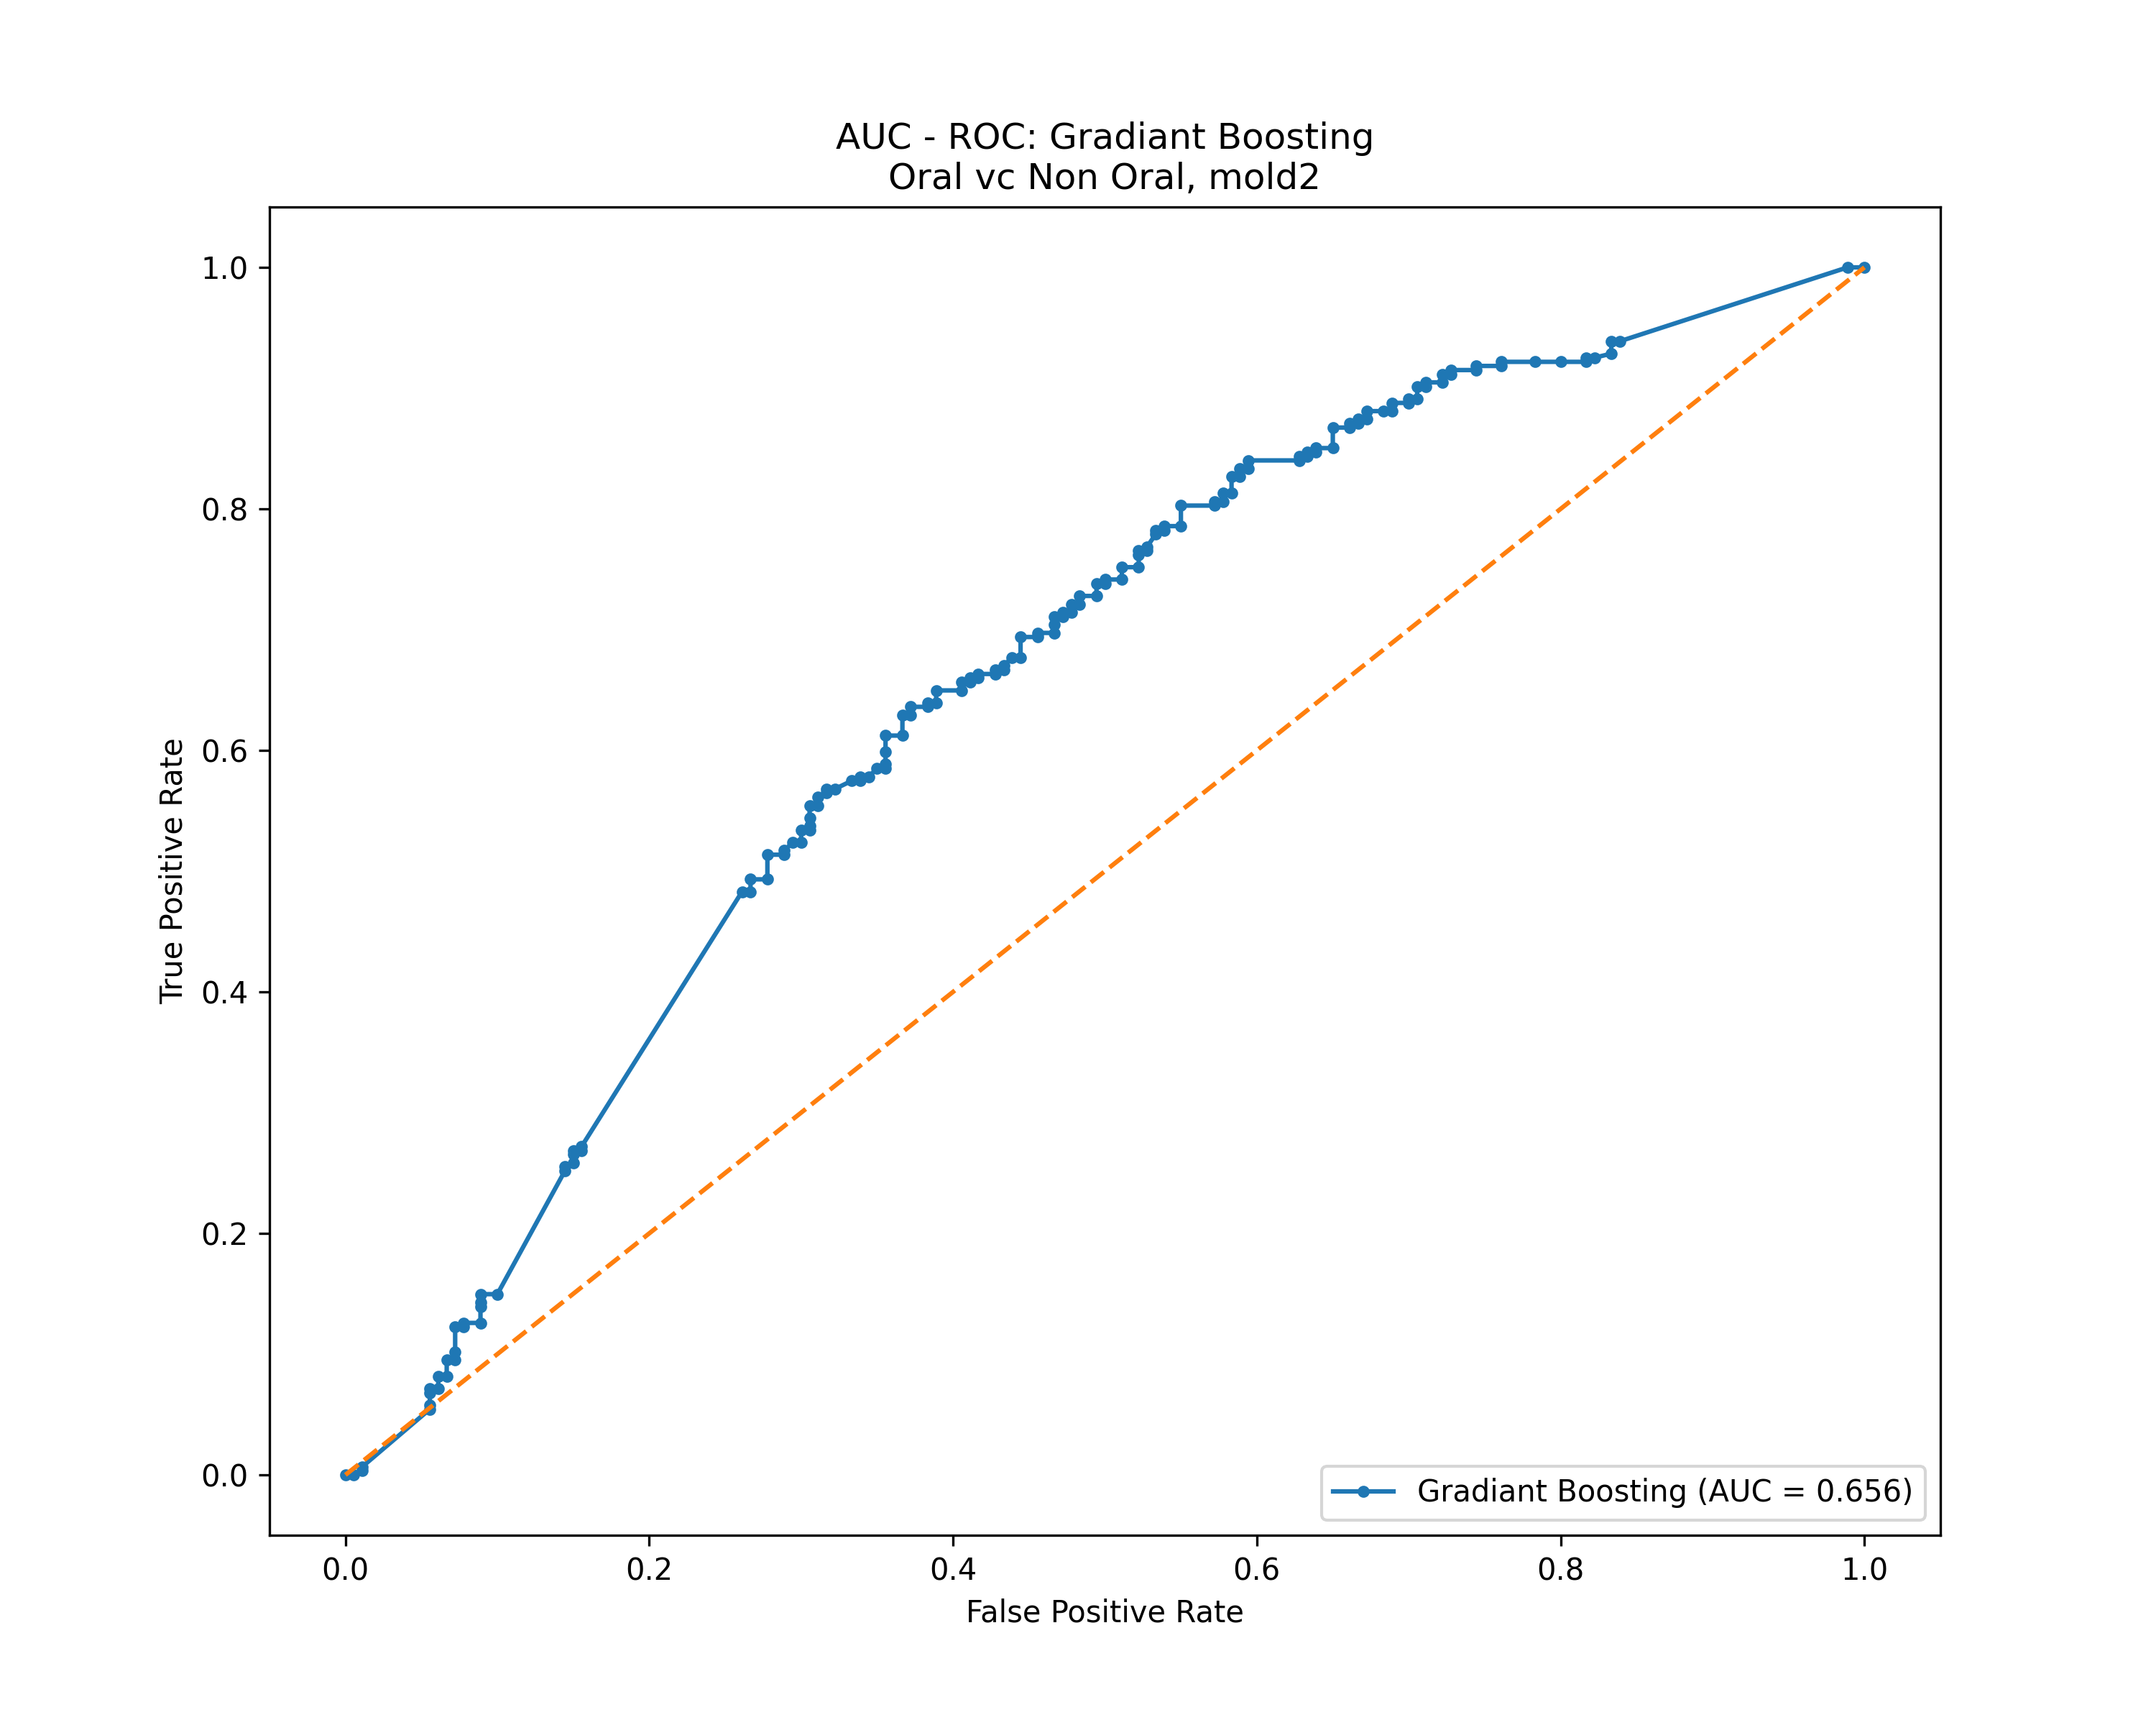 AUC - ROC: Gradiant Boosting
Oral vc Non Oral, mold2
True Positive Rate
1.0
0.8
0.6
0.4
0.2
0.0
Gradiant Boosting (AUC = 0.656)
0.0 0.2 0.4 0.6 0.8 1.0
False Positive Rate